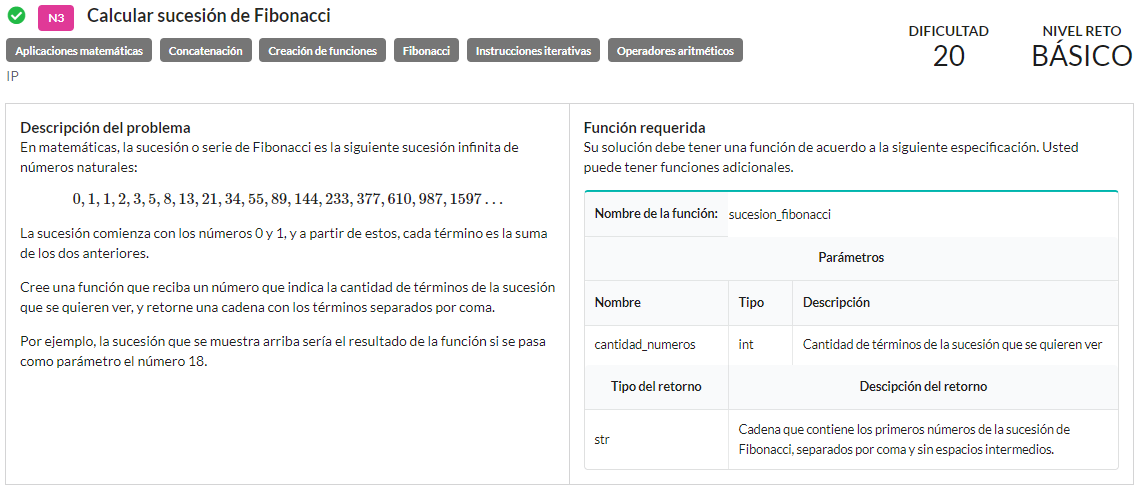 N3 Calcular sucesión de Fibonacci
DIFICULTAD
20
NIVEL RETO
BÁSICO
Aplicaciones matemáticas Concatenación Creación de funciones Fibonacci Instrucciones iterativas Operadores aritméticos
IP
Descripción del problema
En matemáticas, la sucesión o serie de Fibonacci es la siguiente sucesión infinita de
números naturales:
0, 1, 1, 2, 3, 5, 8, 13, 21, 34, 55, 89, 144, 233, 377, 610, 987, 1597 . . .
La sucesión comienza con los números 0 y 1, y a partir de estos, cada término es la suma
de los dos anteriores.
Cree una función que reciba un número que indica la cantidad de términos de la sucesión
que se quieren ver, y retorne una cadena con los términos separados por coma.
Por ejemplo, la sucesión que se muestra arriba sería el resultado de la función si se pasa
como parámetro el número 18.
Función requerida
Su solución debe tener una función de acuerdo a la siguiente especificación. Usted
puede tener funciones adicionales.
Nombre de la función: sucesion_fibonacci
Parámetros
Nombre Tipo Descripción
cantidad_numeros int Cantidad de términos de la sucesión que se quieren ver
Tipo del retorno Descipción del retorno
str Cadena que contiene los primeros números de la sucesión de
Fibonacci, separados por coma y sin espacios intermedios.